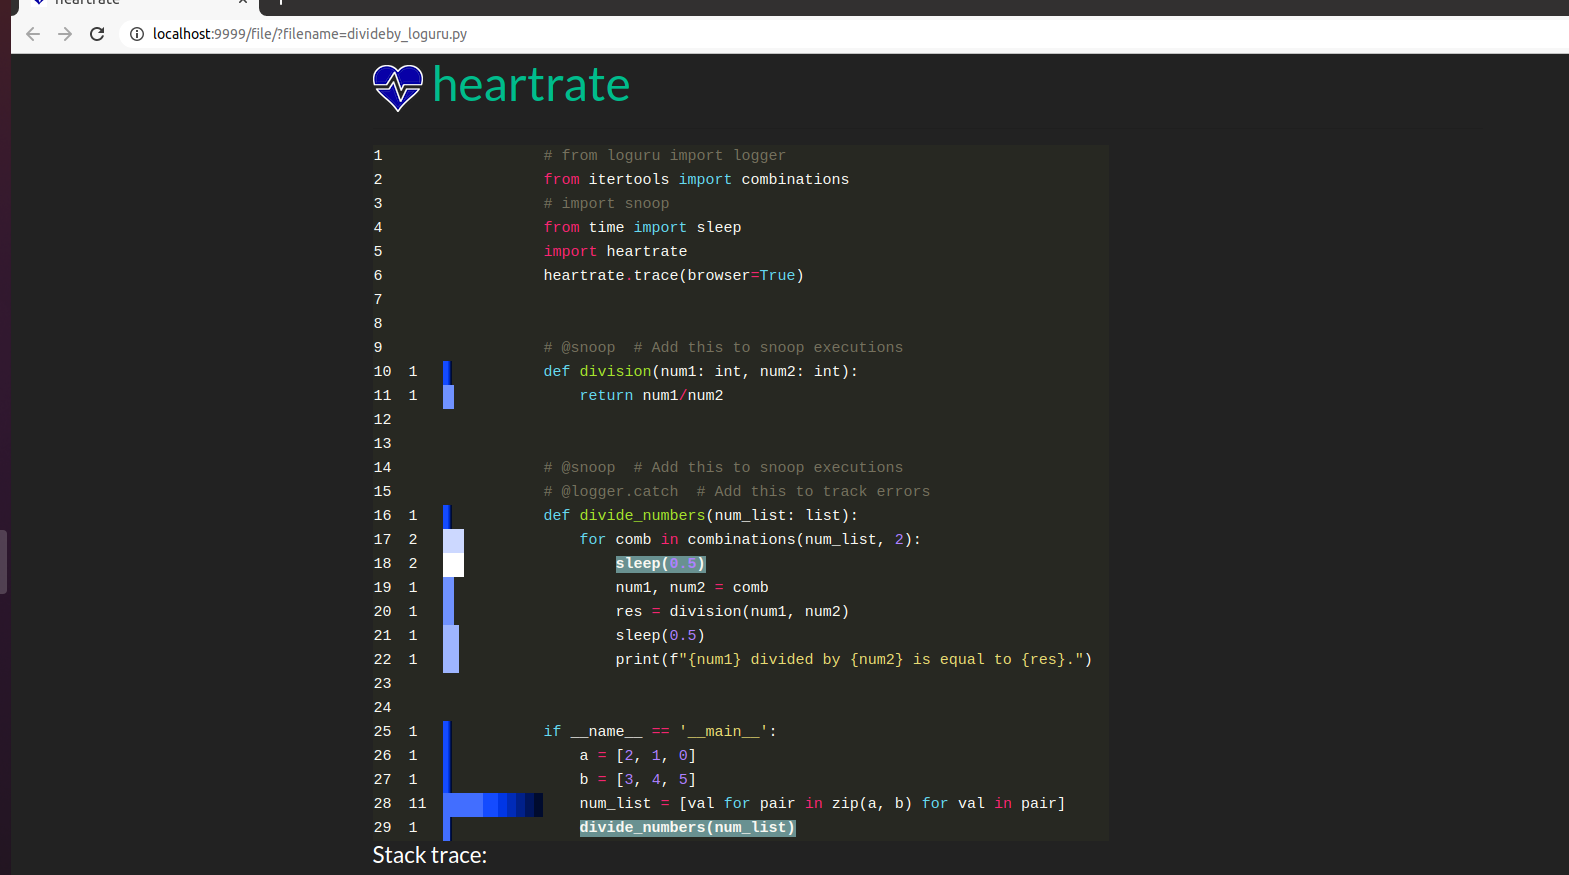 heartrate ×
localhost:9999/file/?filename=divideby_loguru.py
heartrate
1 # from loguru import logger
2 from itertools import combinations
3 # import snoop
4 from time import sleep
5 import heartrate
6 heartrate.trace(browser=True)
7
8
9 # @snoop  # Add this to snoop executions
10 1 def division(num1: int, num2: int):
11 1     return num1/num2
12
13
14 # @snoop  # Add this to snoop executions
15 # @logger.catch  # Add this to track errors
16 1 def divide_numbers(num_list: list):
17 2     for comb in combinations(num_list, 2):
18 2         sleep(0.5)
19 1         num1, num2 = comb
20 1         res = division(num1, num2)
21 1         sleep(0.5)
22 1         print(f"{num1} divided by {num2} is equal to {res}.")
23
24
25 1 if __name__ == '__main__':
26 1     a = [2, 1, 0]
27 1     b = [3, 4, 5]
28 11     num_list = [val for pair in zip(a, b) for val in pair]
29 1     divide_numbers(num_list)
Stack trace: